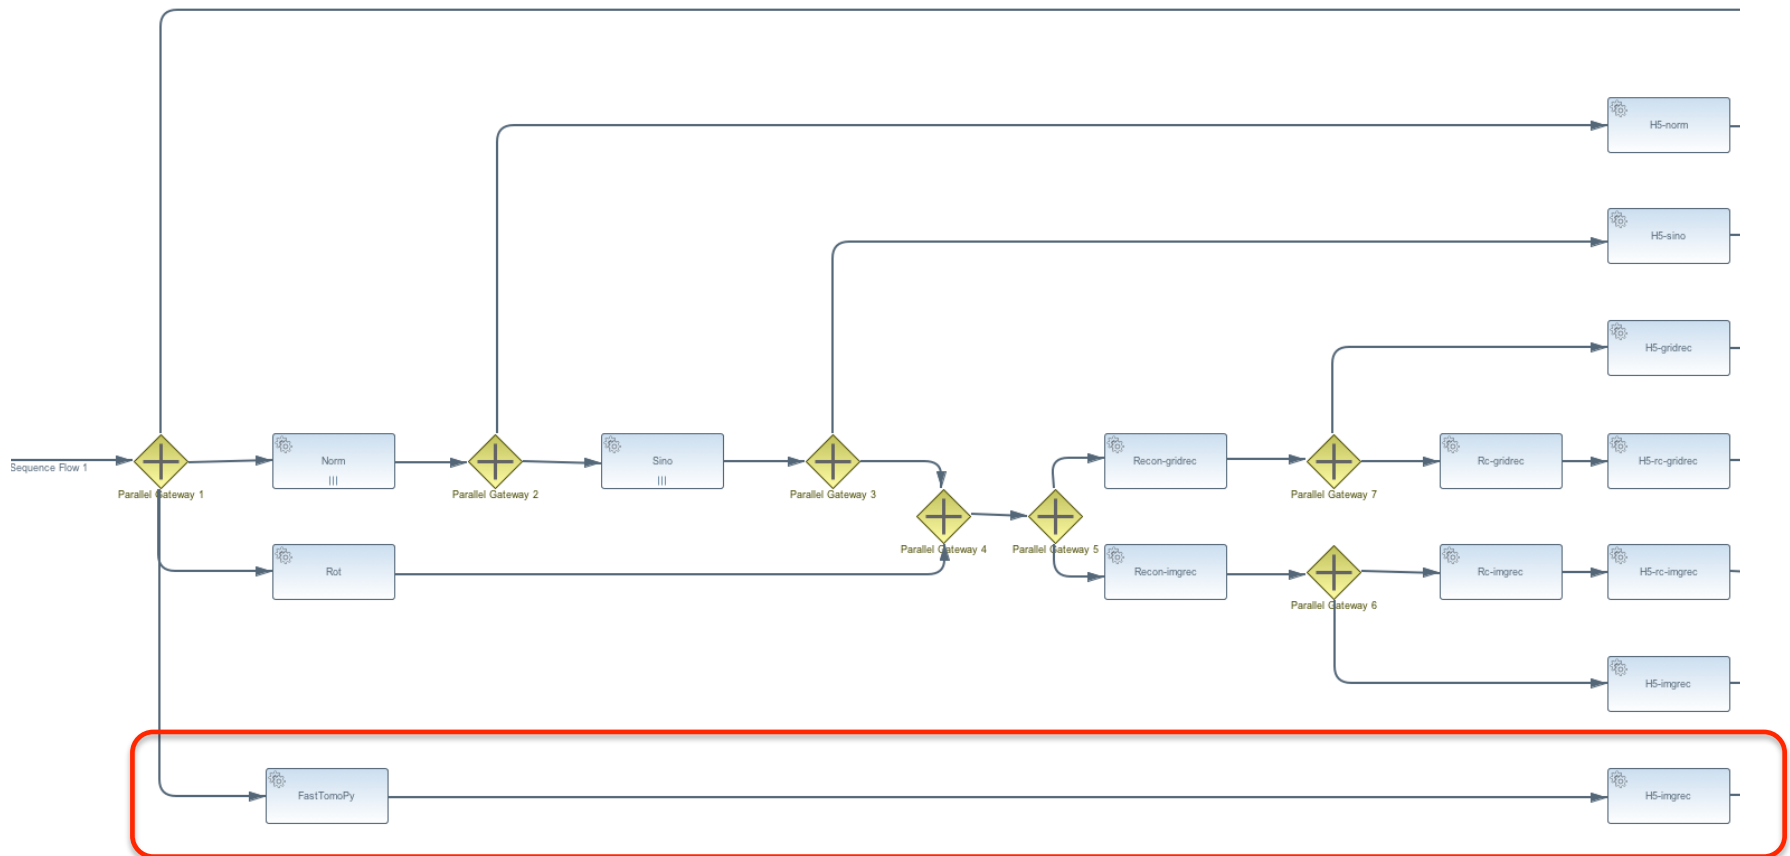 H5-norm
H5-sino
H5-gridrec
Sequence Flow 1
Parallel Gateway 1
Norm
Parallel Gateway 2
Sino
Parallel Gateway 3
Recon-gridrec
Parallel Gateway 7
Rc-gridrec
H5-rc-gridrec
Parallel Gateway 4
Parallel Gateway 5
Rot
Recon-imgrec
Parallel Gateway 6
Rc-imgrec
H5-rc-imgrec
H5-imgrec
FastTomoPy
H5-imgrec